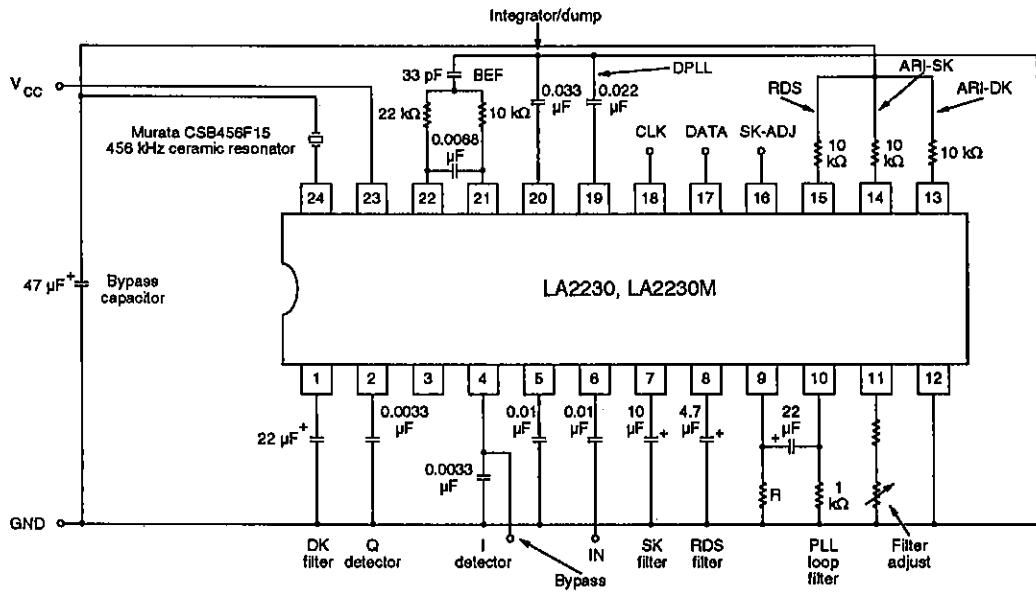 Integrator/dump
33 pF
BEF
0.033
µF
0.022
µF
DPLL
ARI-SK
RDS
ARI-DK
VCC
22 kΩ
10 kΩ
0.0068
µF
CLK
DATA
SK-ADJ
10
kΩ
10
kΩ
10 kΩ
Murata CSB456F15
456 kHz ceramic resonator
24
23
22
21
20
19
18
17
16
15
14
13
47 µF
+
Bypass
capacitor
LA2230, LA2230M
1
2
3
4
5
6
7
8
9
10
11
12
22 µF
+
0.0033
µF
0.0033
µF
0.01
µF
0.01
µF
10
µF
+
4.7
µF
+
22
µF
+
R
1
kΩ
GND
DK
filter
Q
detector
I
detector
Bypass
IN
SK
filter
RDS
filter
PLL
loop
filter
Filter
adjust